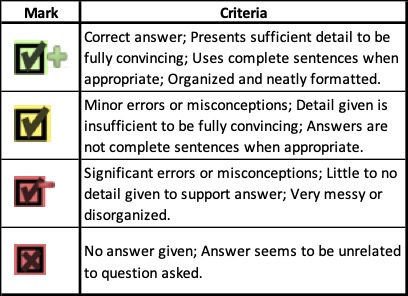 Mark Criteria
Correct answer; Presents sufficient detail to be
fully convincing; Uses complete sentences when
appropriate; Organized and neatly formatted.
Minor errors or misconceptions; Detail given is
insufficient to be fully convincing; Answers are
not complete sentences when appropriate.
Significant errors or misconceptions; Little to no
detail given to support answer; Very messy or
disorganized.
No answer given; Answer seems to be unrelated
to question asked.